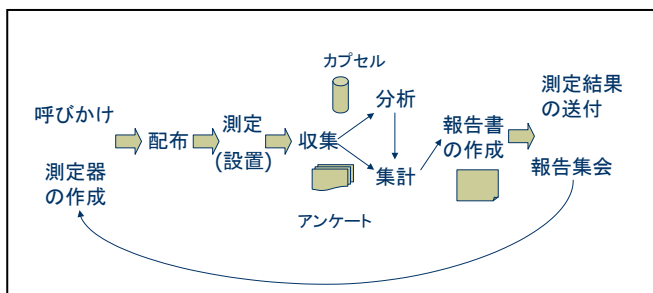 呼びかけ
測定器
の作成
配布
測定
(設置)
収集
カプセル
アンケート
分析
集計
報告書
の作成
測定結果
の送付
報告集会